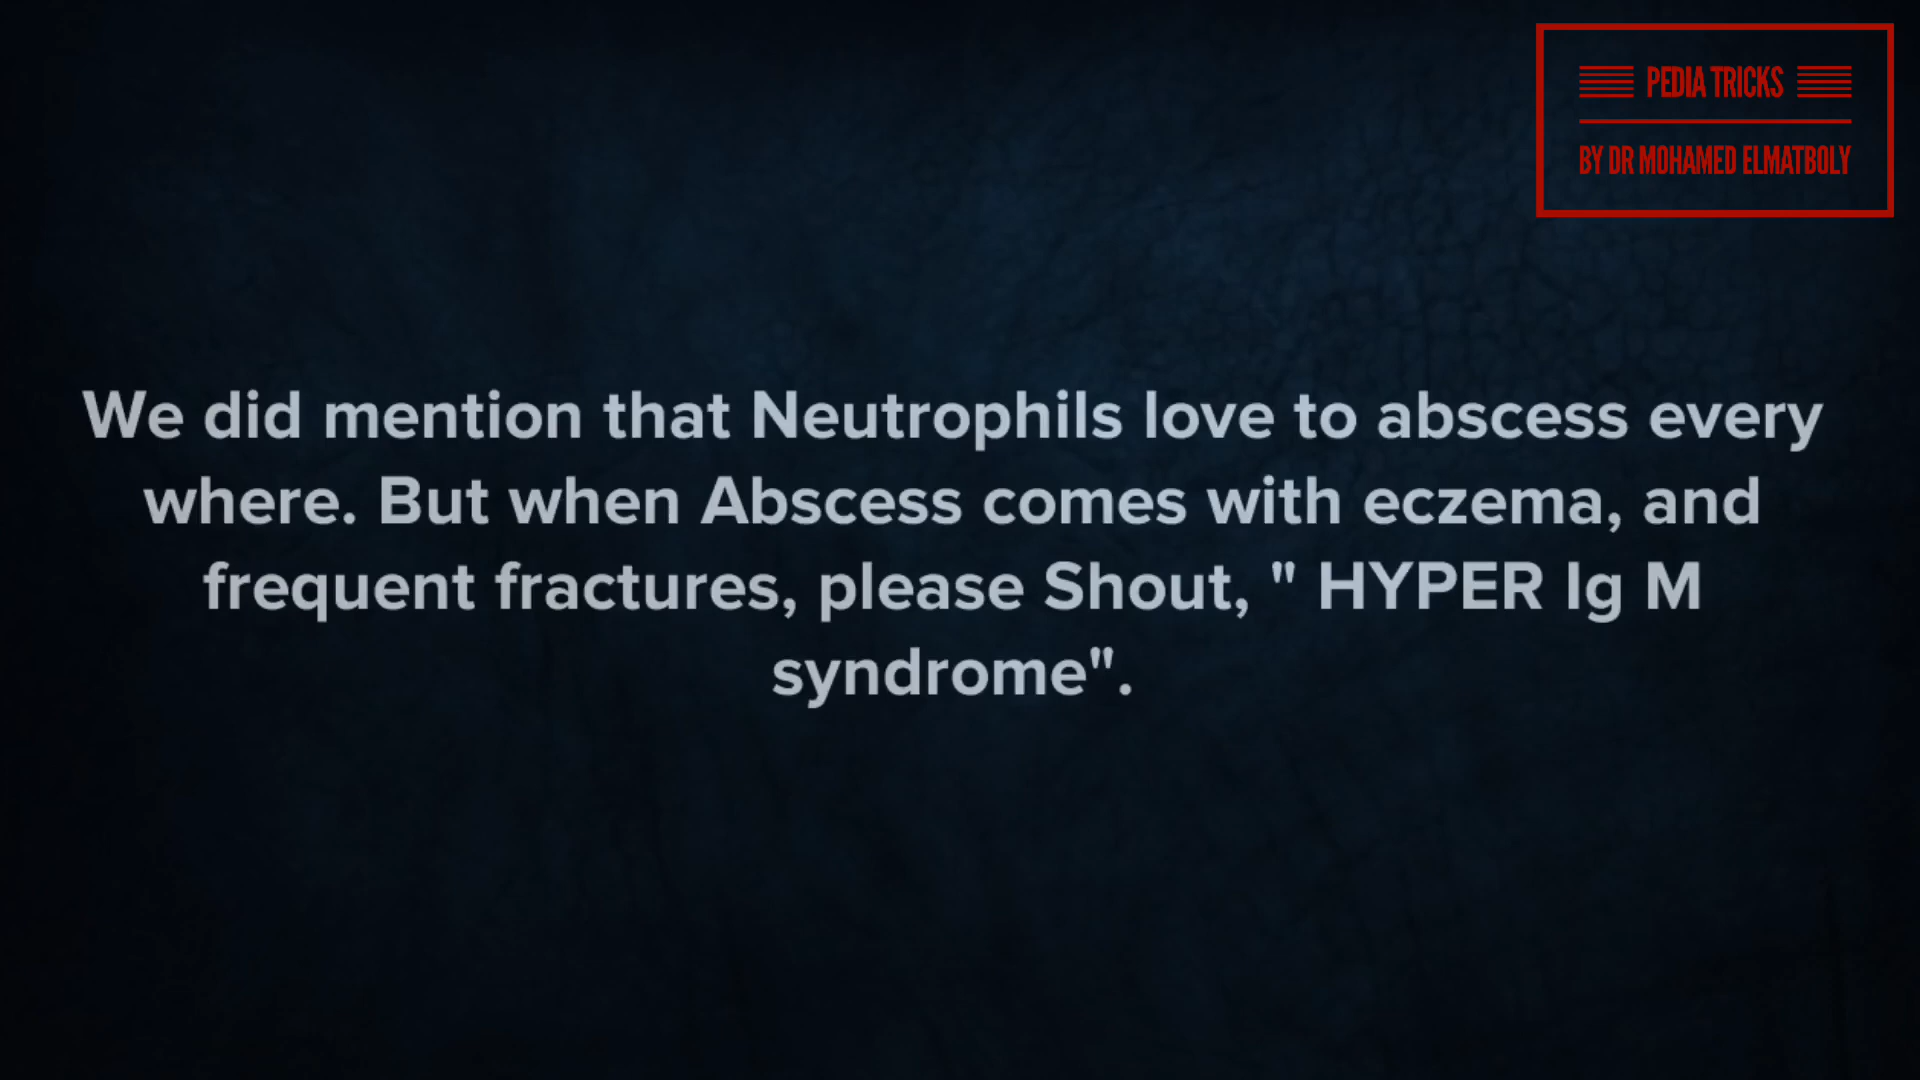 PEDIA TRICKS
BY DR MOHAMED ELMATBOLY
We did mention that Neutrophils love to abscess every
where. But when Abscess comes with eczema, and
frequent fractures, please Shout, " HYPER Ig M
syndrome".